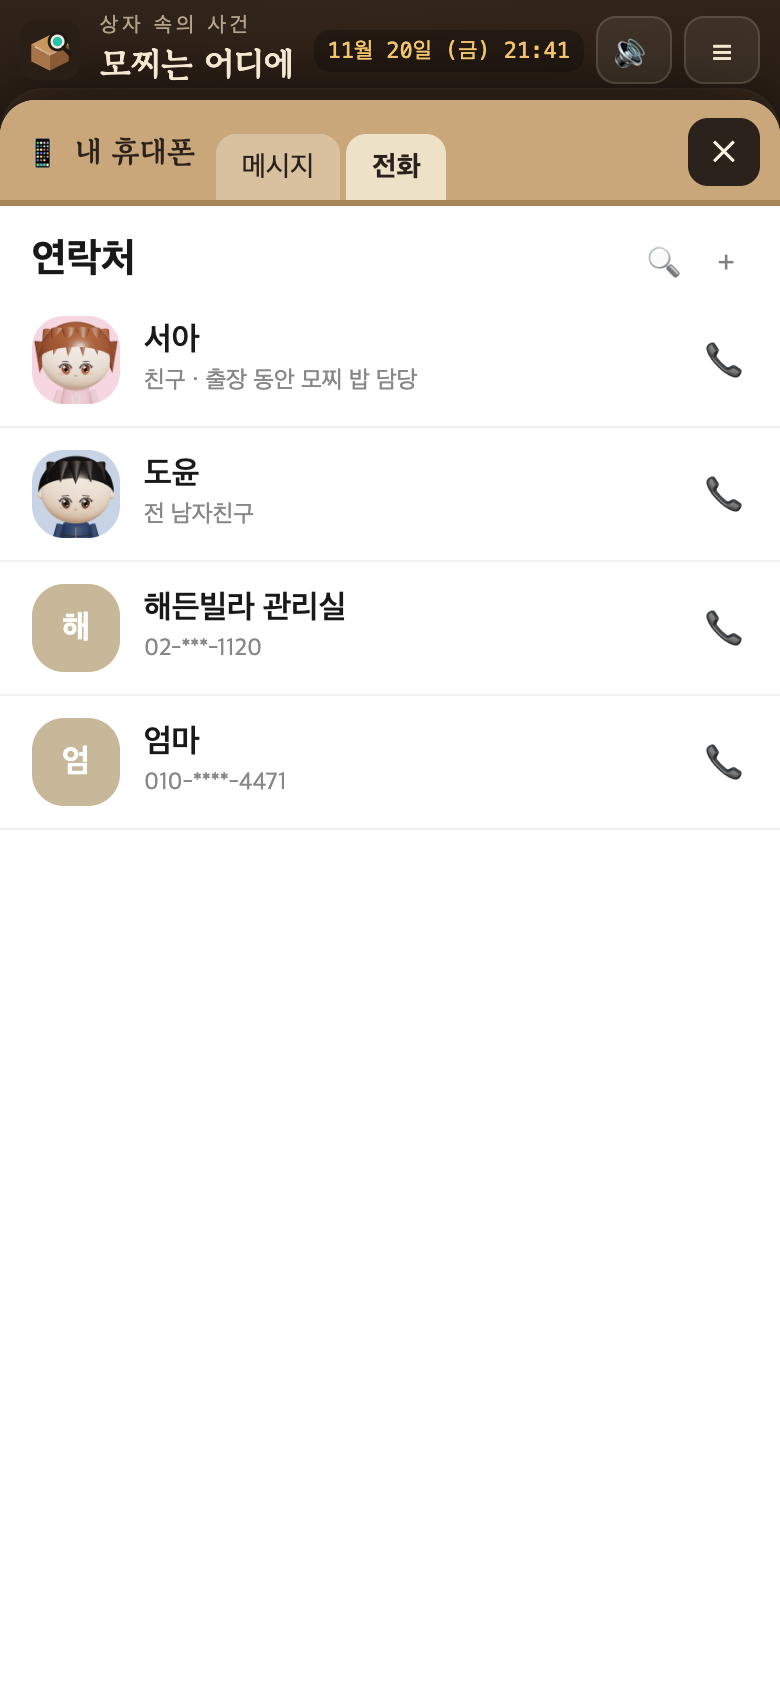 상자 속의 사건
모찌는 어디에
11월 20일 (금) 21:41
내 휴대폰
메시지
전화
연락처
서아
친구 · 출장 동안 모찌 밥 담당
도윤
전 남자친구
해
해든빌라 관리실
02-***-1120
엄
엄마
010-****-4471